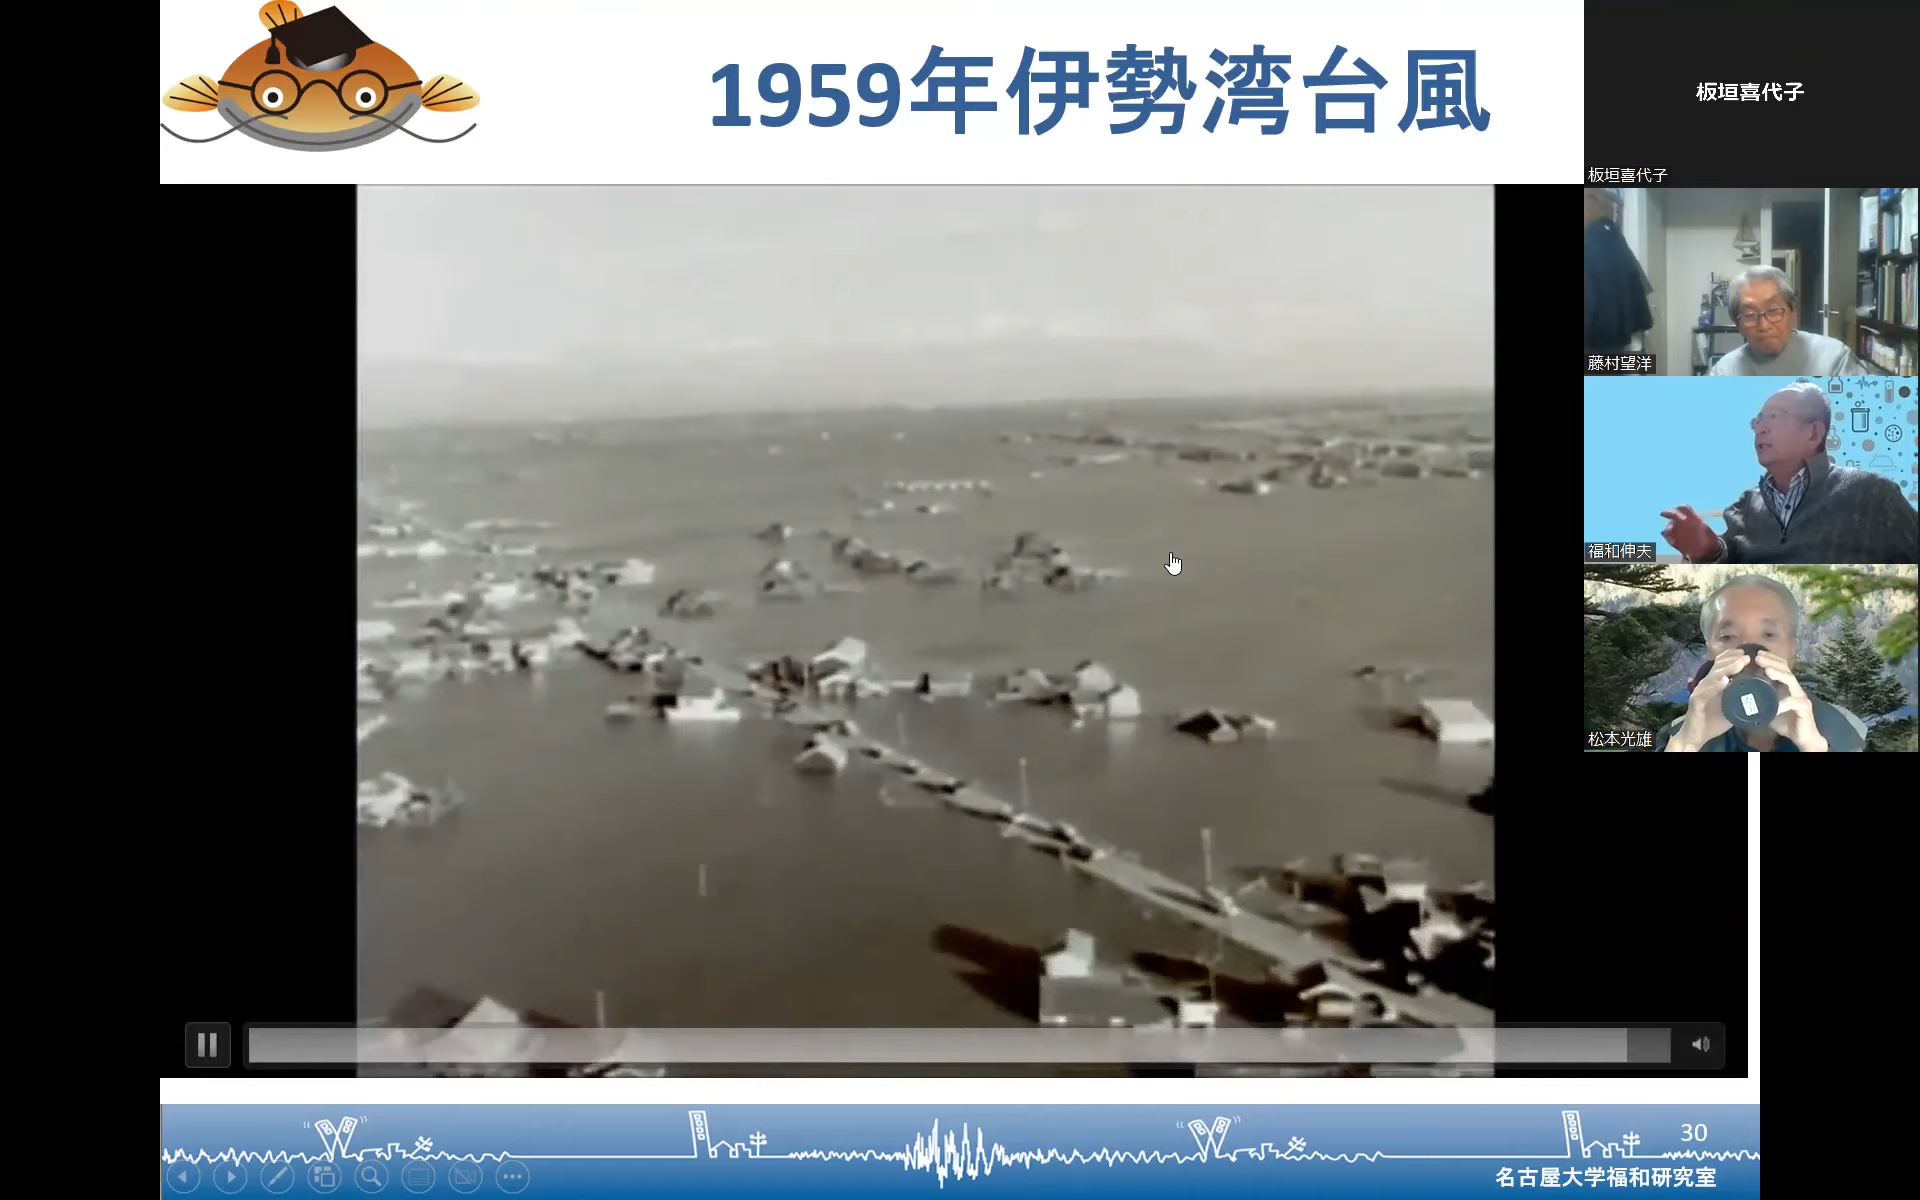 1959年伊勢湾台風
板垣喜代子
板垣喜代子
藤村望洋
福和伸夫
松本光雄
30
名古屋大学福和研究室